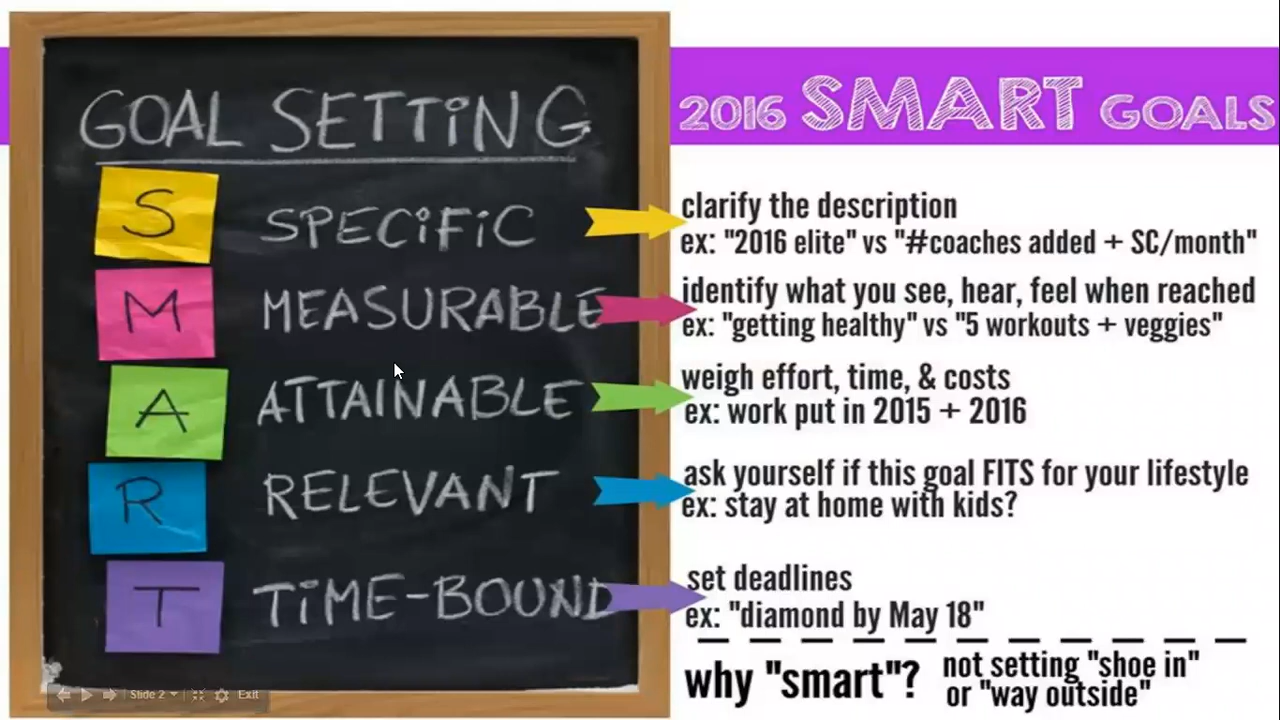 GOAL SETTING
S SPECIFIC
M MEASURABLE
A ATTAINABLE
R RELEVANT
T TIME-BOUND
2016 SMART GOALS
clarify the description
ex: "2016 elite" vs "#coaches added + SC/month"
identify what you see, hear, feel when reached
ex: "getting healthy" vs "5 workouts + veggies"
weigh effort, time, & costs
ex: work put in 2015 + 2016
ask yourself if this goal FITS for your lifestyle
ex: stay at home with kids?
set deadlines
ex: "diamond by May 18"
why "smart"?
not setting "shoe in"
or "way outside"
Slide 2
Exit